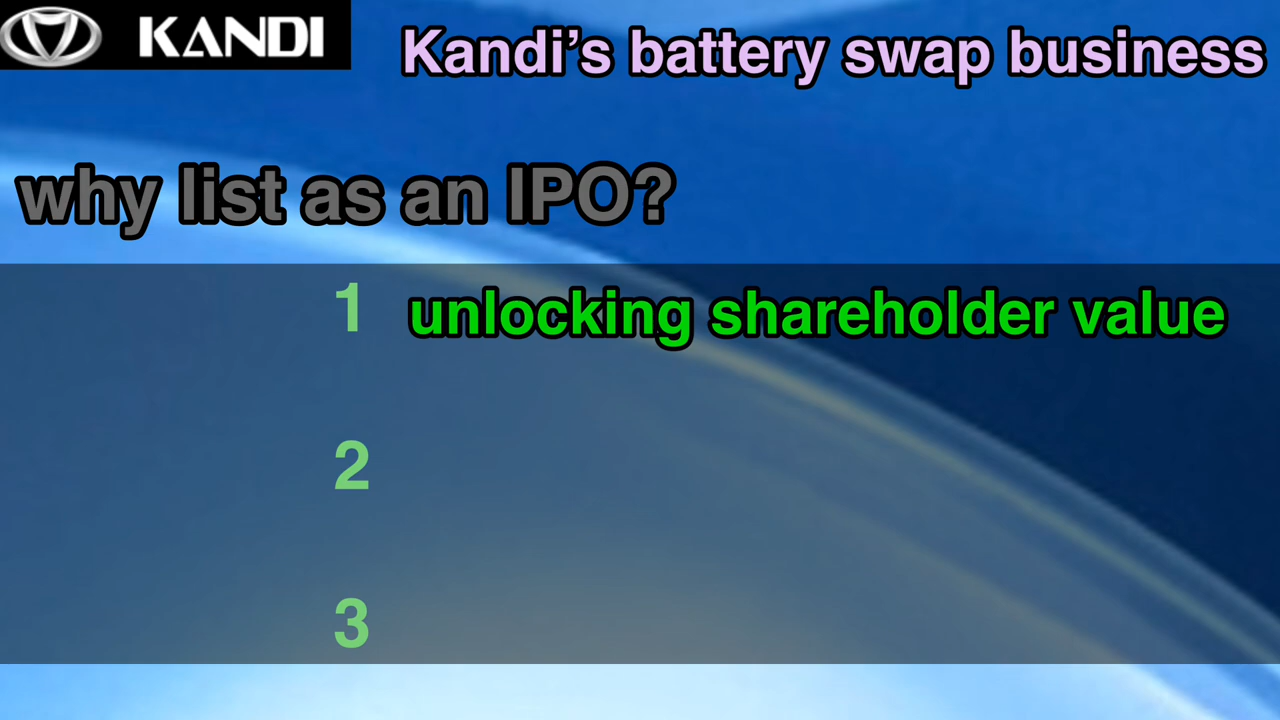 KANDI
Kandi’s battery swap business
why list as an IPO?
1 unlocking shareholder value
2
3